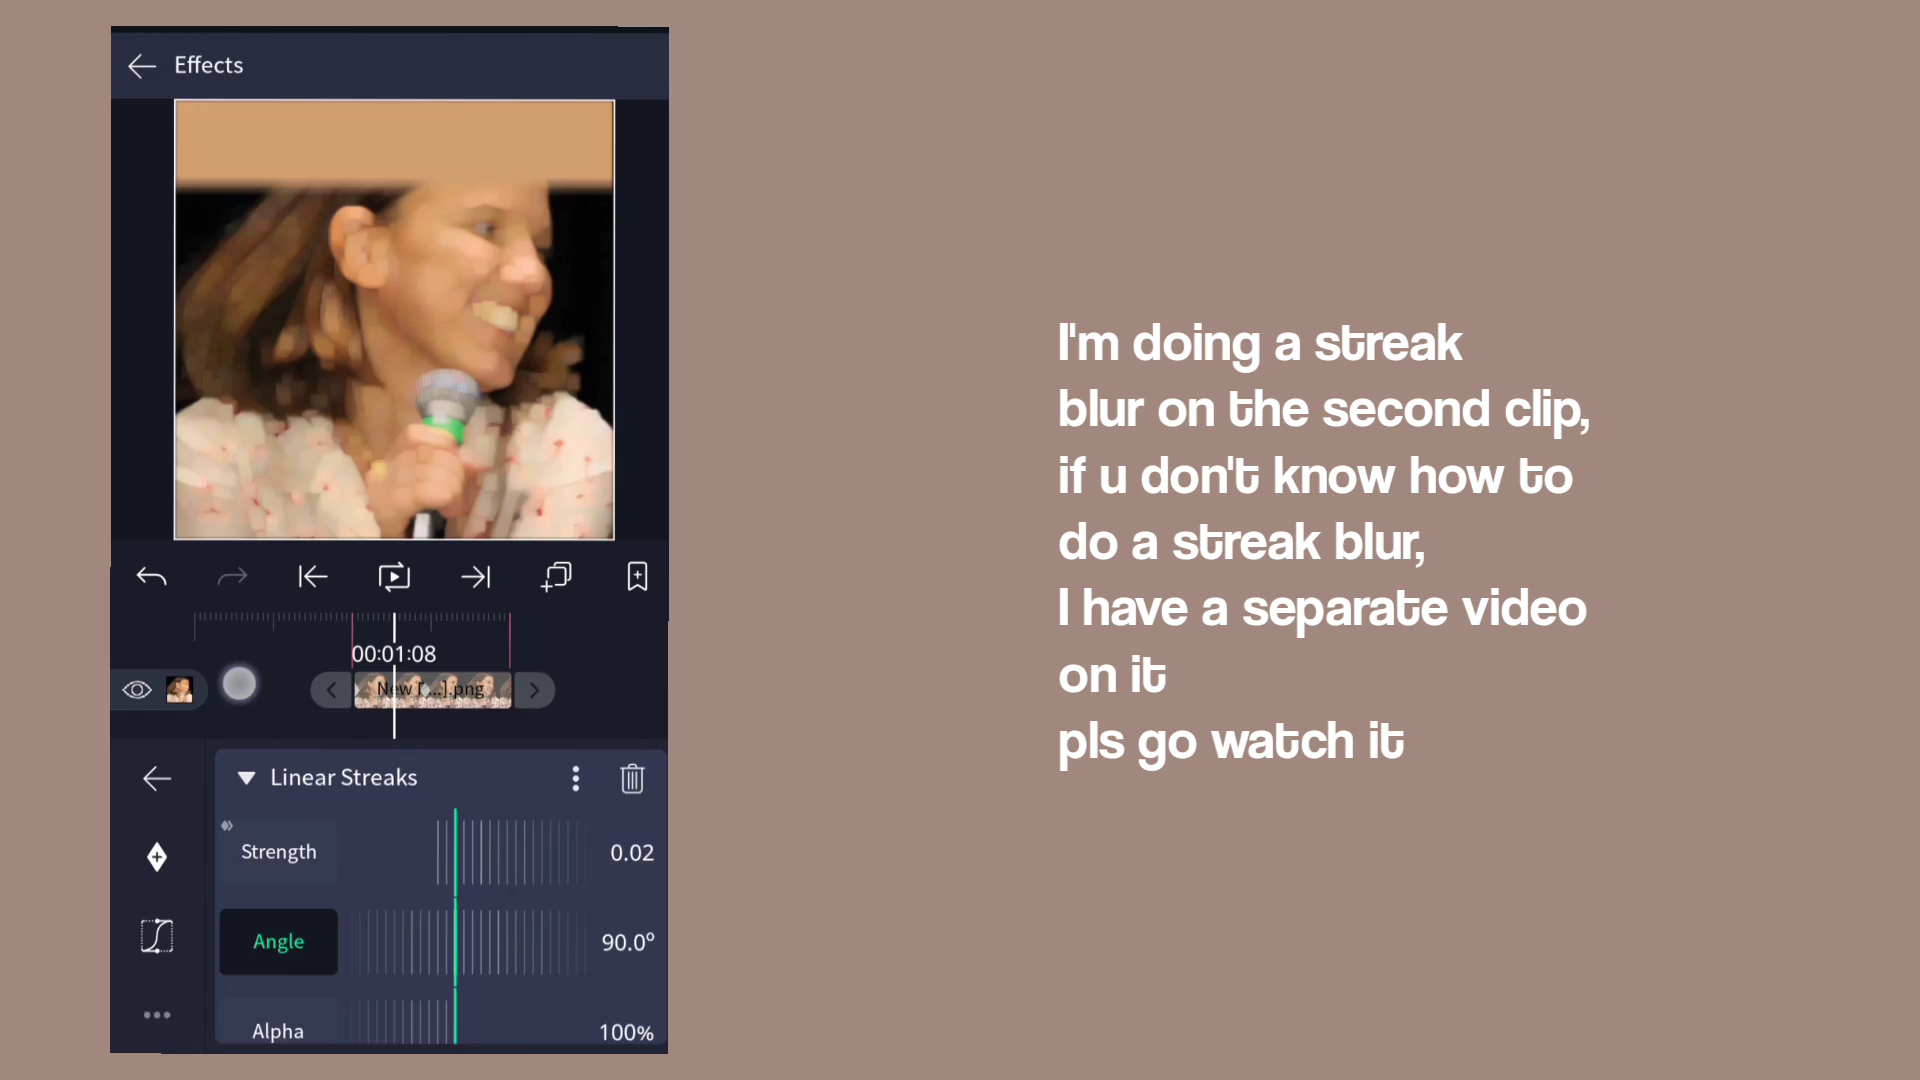 Effects
00:01:08
New [ ...].png
Linear Streaks
Strength
0.02
Angle
90.0°
Alpha
100%
I'm doing a streak
blur on the second clip,
if u don't know how to
do a streak blur,
I have a separate video
on it
pls go watch it